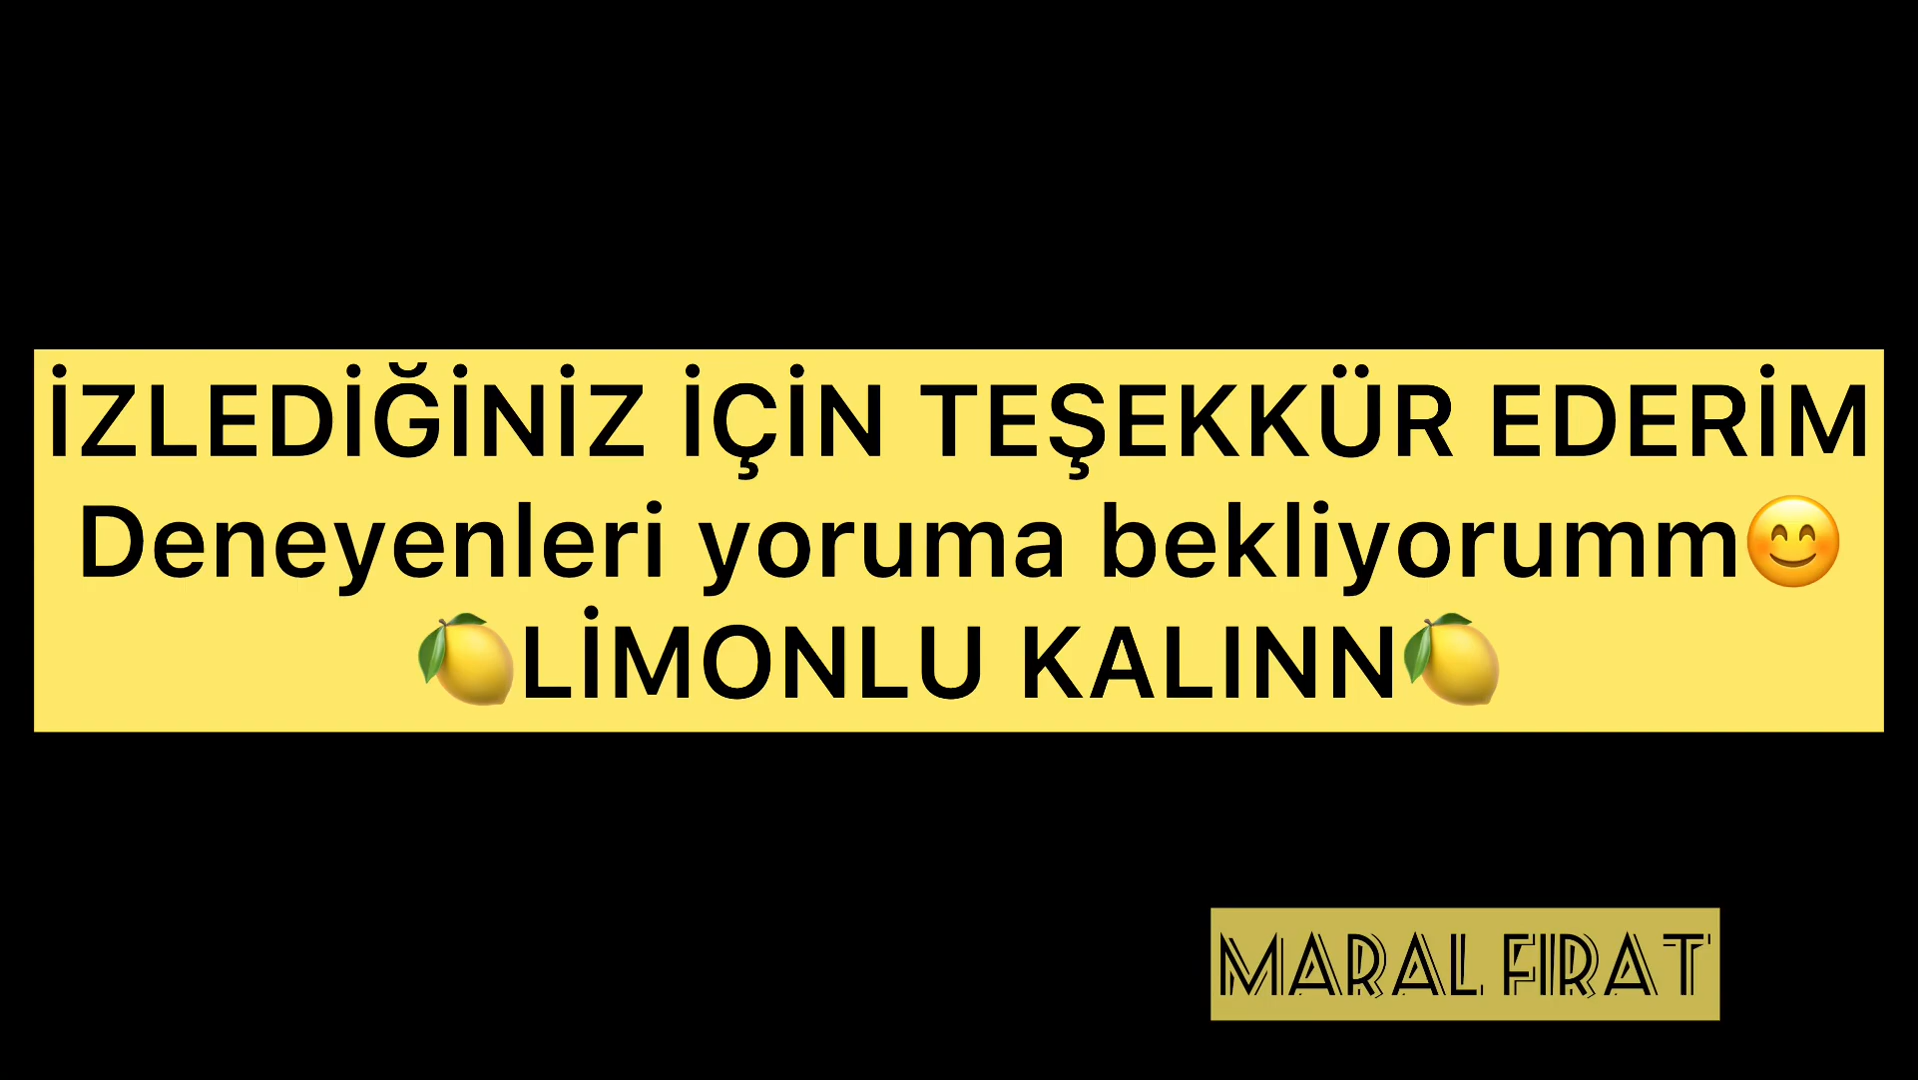 İZLEDİĞİNİZ İÇİN TEŞEKKÜR EDERİM
Deneyenleri yoruma bekliyorumm😊
🍋LİMONLU KALINN🍋
MARAL FIRAT